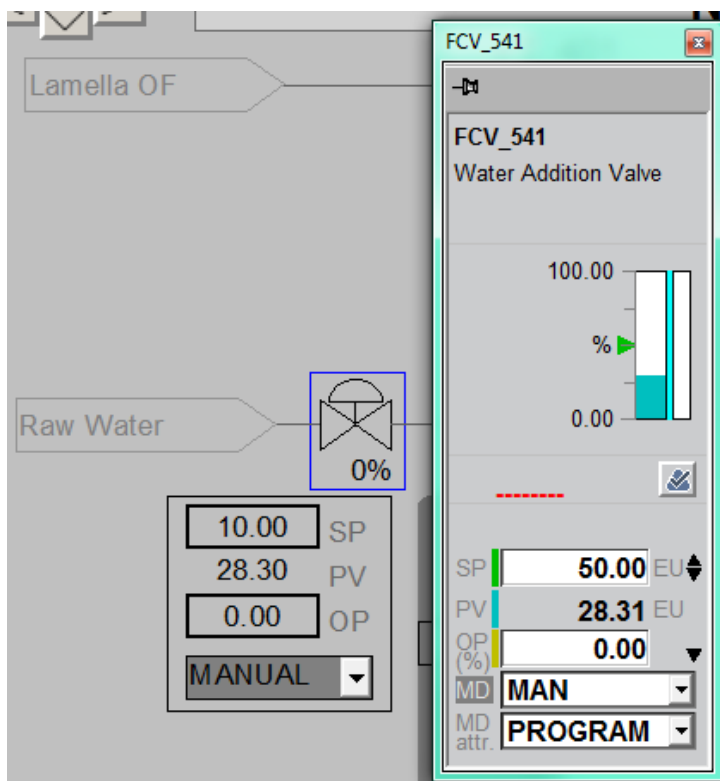 FCV_541
Lamella OF
FCV_541
Water Addition Valve
100.00
%
0.00
Raw Water
0%
10.00 SP
28.30 PV
0.00 OP
MANUAL
SP 50.00 EU
PV 28.31 EU
OP (%) 0.00
MD MAN
MD attr. PROGRAM